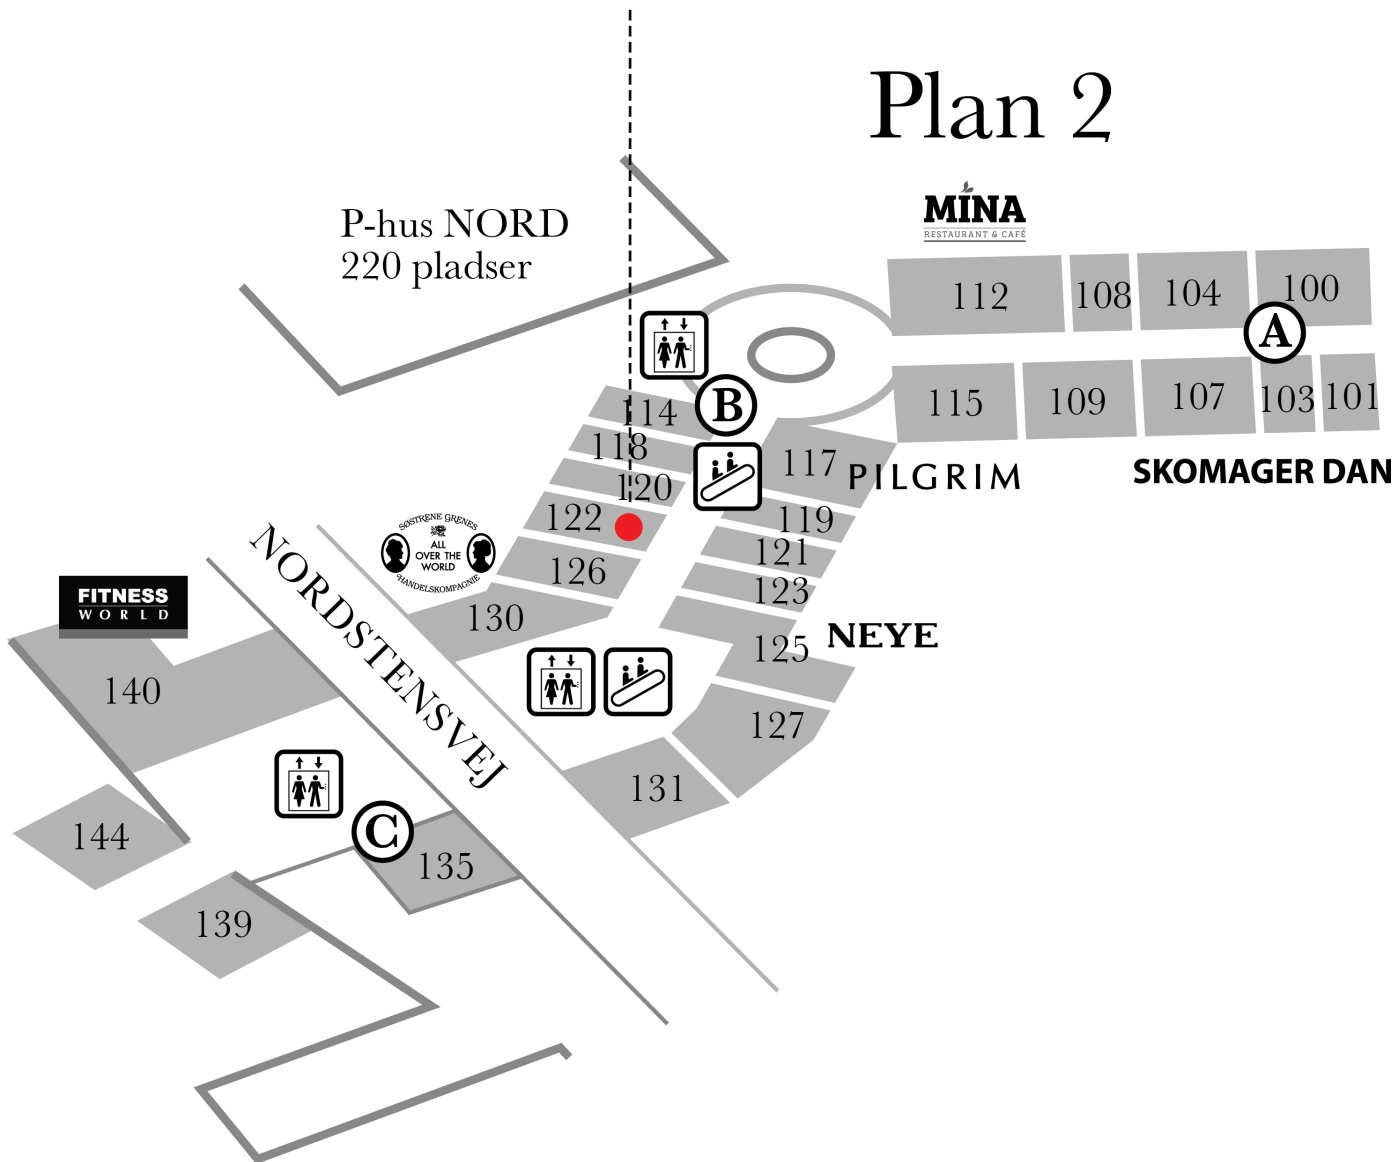 Plan 2
P-hus NORD
220 pladser
MINA
RESTAURANT & CAFÉ
112
108
104
100
A
115
109
107
103
101
B
114
118
120
122
126
130
117
PILGRIM
SKOMAGER DAN
119
121
123
125
NEYE
127
131
SØSTRENE GRENES
ALL
OVER THE
WORLD
HANDELSKOMPAGNIE
NORDSTENSVEJ
FITNESS
WORLD
140
144
C
135
139